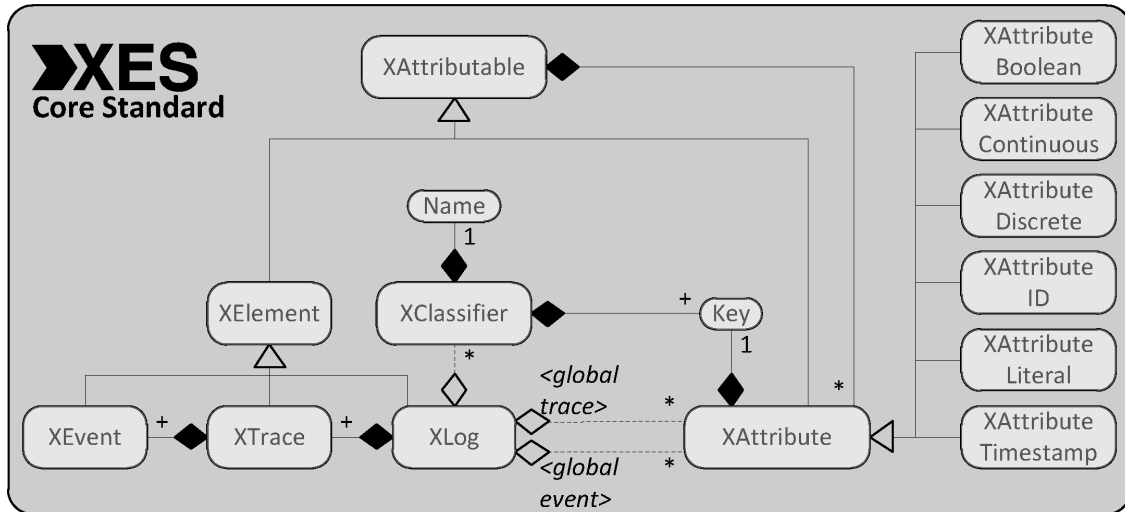 XES
Core Standard
XAttributable
XAttribute
Boolean
XAttribute
Continuous
Name
1
XAttribute
Discrete
XElement
XClassifier
+
Key
1
XAttribute
ID
*
<global
trace>
*
*
XAttribute
Literal
XEvent
+
XTrace
+
XLog
*
<global
event>
XAttribute
XAttribute
Timestamp